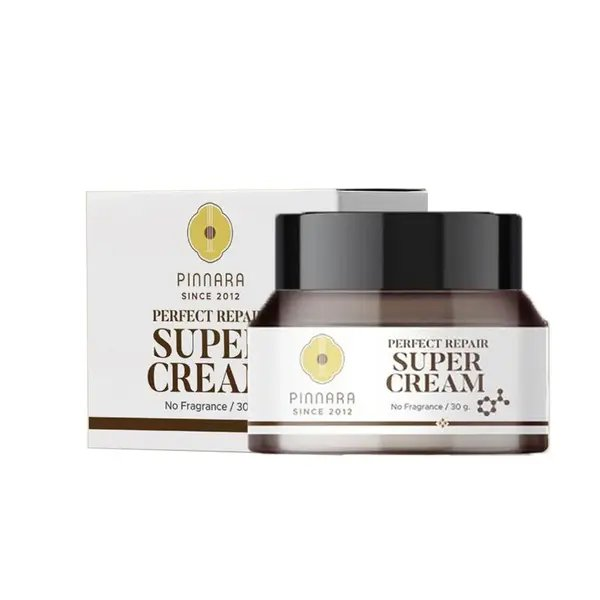 PINNARA
SINCE 2012
PERFECT REPAIR
SUPER
CREAM
No Fragrance / 30
PINNARA
SINCE 2012
PERFECT REPAIR
SUPER
CREAM
No Fragrance / 30 g.